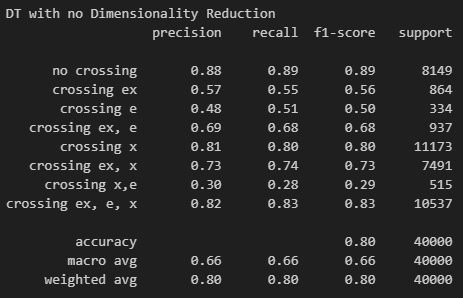 DT with no Dimensionality Reduction
precision recall f1-score support
no crossing 0.88 0.89 0.89 8149
crossing ex 0.57 0.55 0.56 864
crossing e 0.48 0.51 0.50 334
crossing ex, e 0.69 0.68 0.68 937
crossing x 0.81 0.80 0.80 11173
crossing ex, x 0.73 0.74 0.73 7491
crossing x,e 0.30 0.28 0.29 515
crossing ex, e, x 0.82 0.83 0.83 10537
accuracy 0.80 40000
macro avg 0.66 0.66 0.66 40000
weighted avg 0.80 0.80 0.80 40000